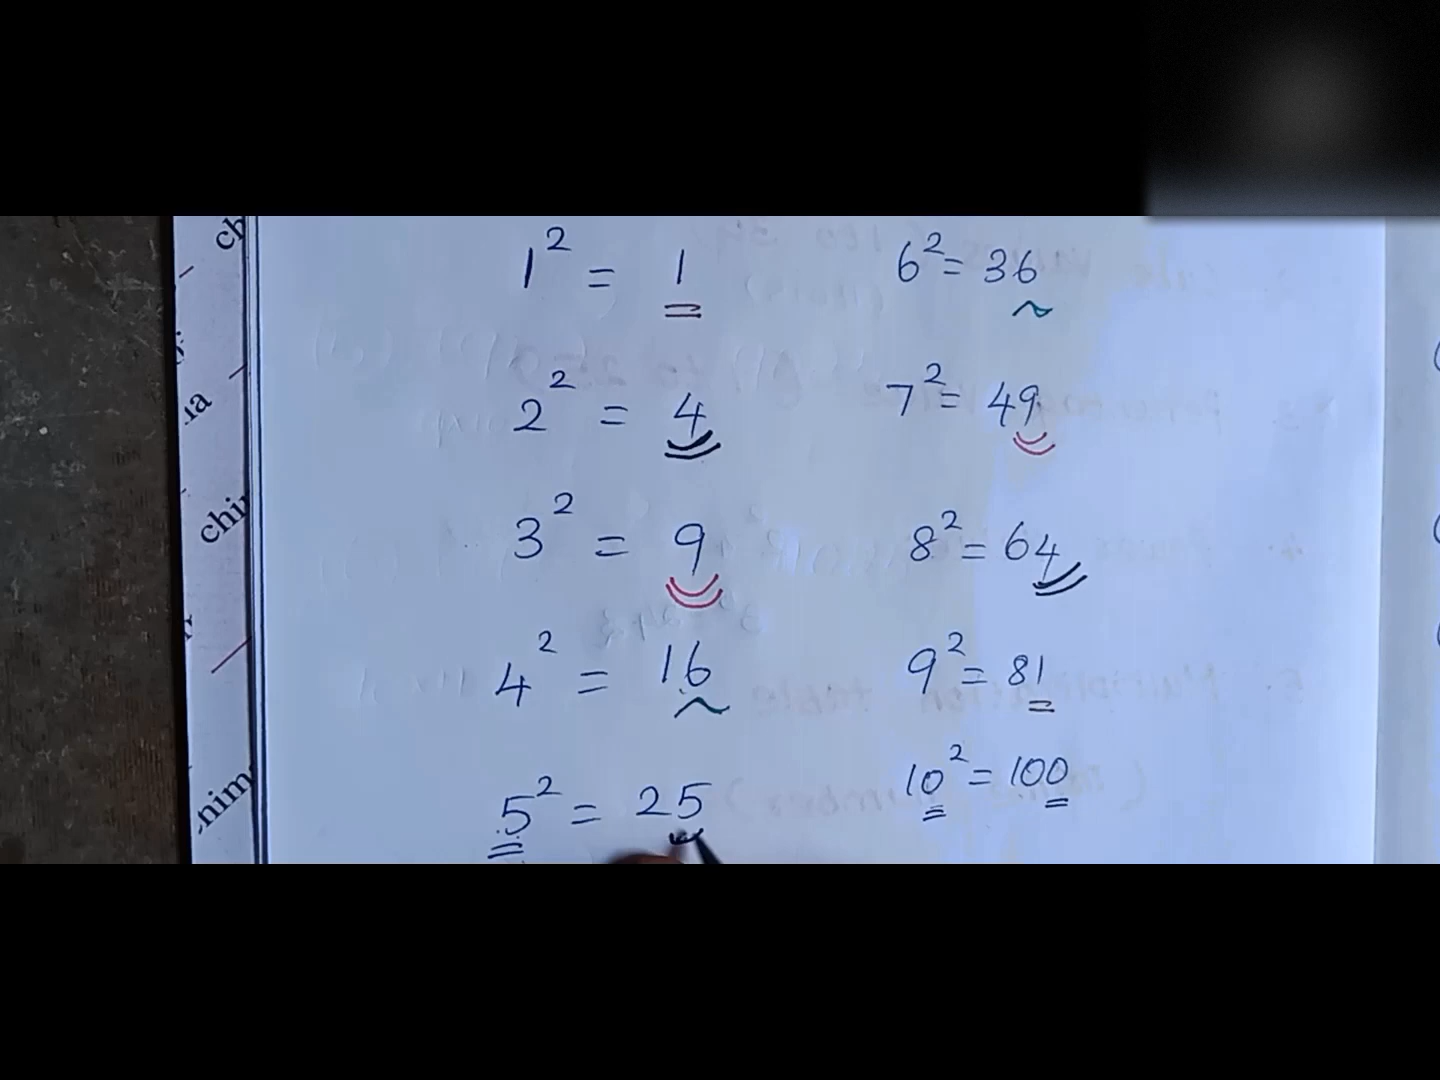 1² = 1
2² = 4
3² = 9
4² = 16
5² = 25
6² = 36
7² = 49
8² = 64
9² = 81
10² = 100